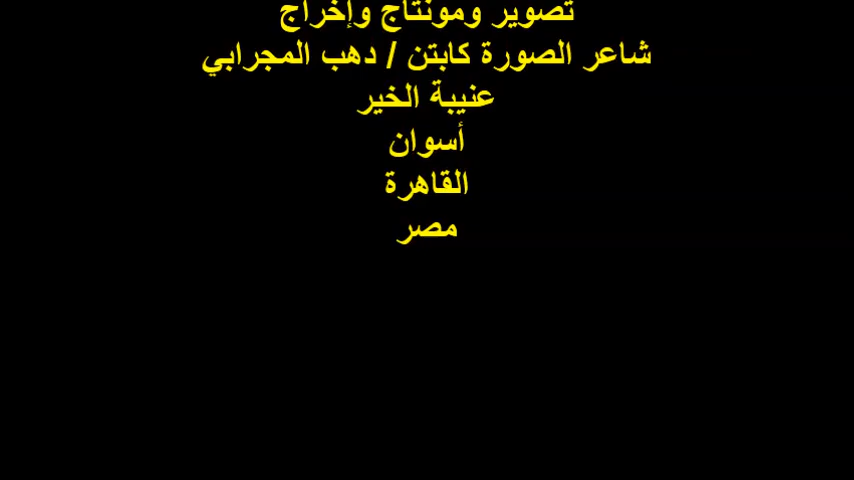 تصوير ومونتاج وإخراج
شاعر الصورة كابتن / دهب المجرابي
عنيبة الخير
أسوان
القاهرة
مصر